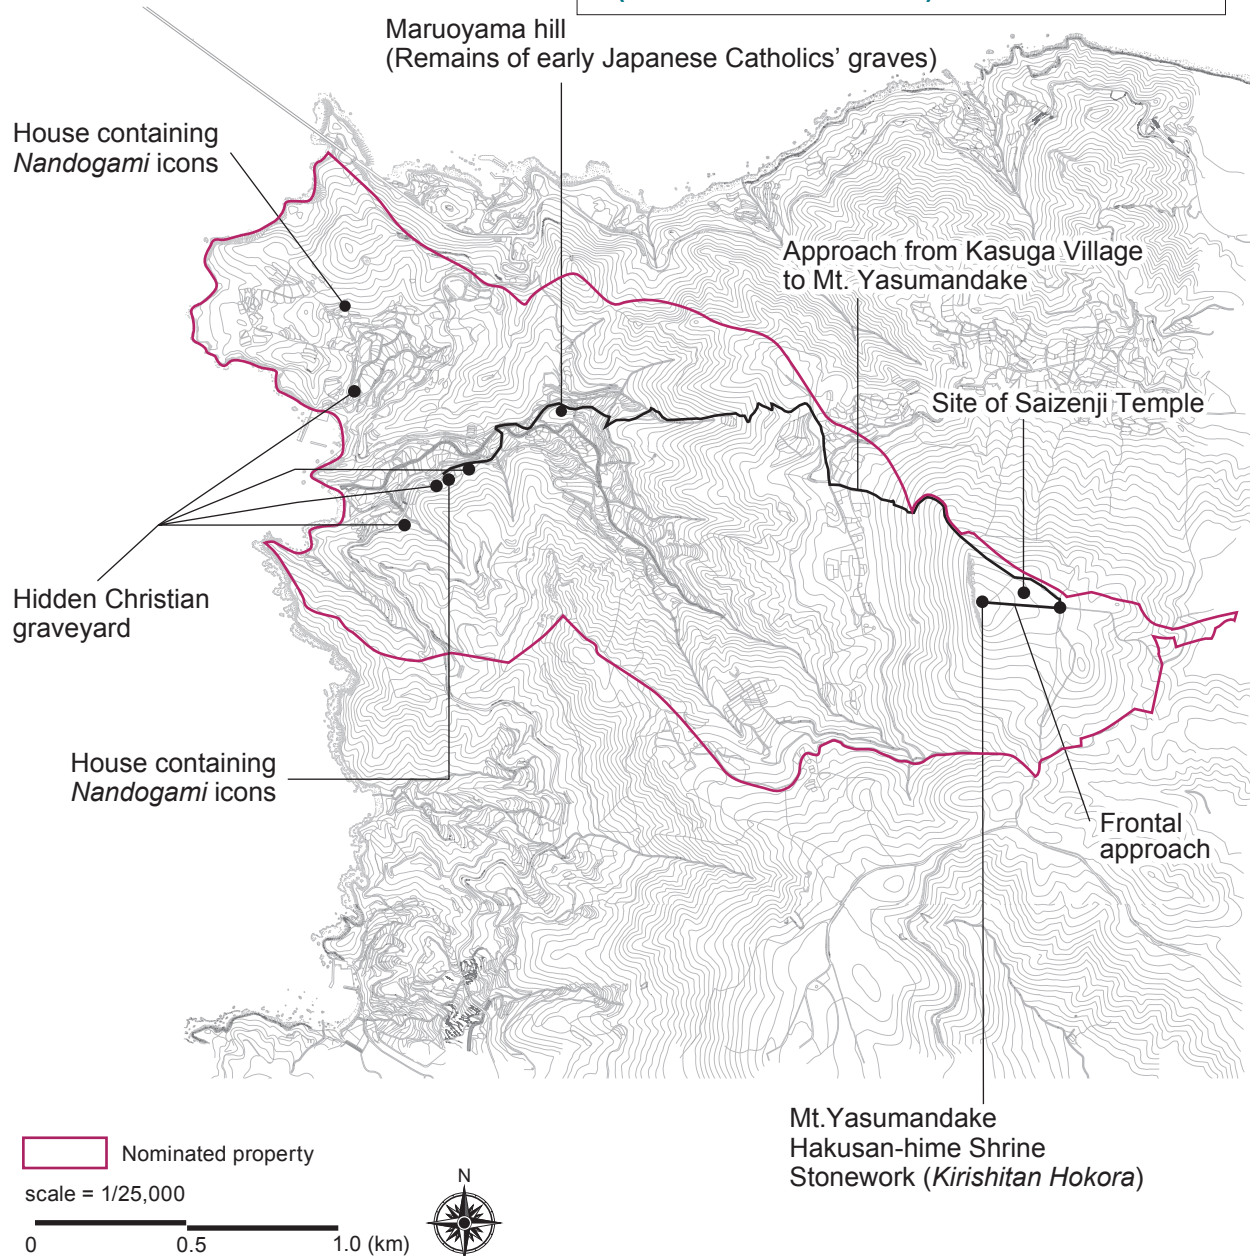 Maruoyama hill
(Remains of early Japanese Catholics’ graves)
House containing
Nandogami icons
Approach from Kasuga Village
to Mt. Yasumandake
Site of Saizenji Temple
Hidden Christian
graveyard
House containing
Nandogami icons
Frontal
approach
Mt.Yasumandake
Hakusan-hime Shrine
Stonework (Kirishitan Hokora)
Nominated property
scale = 1/25,000
N
0 0.5 1.0 (km)